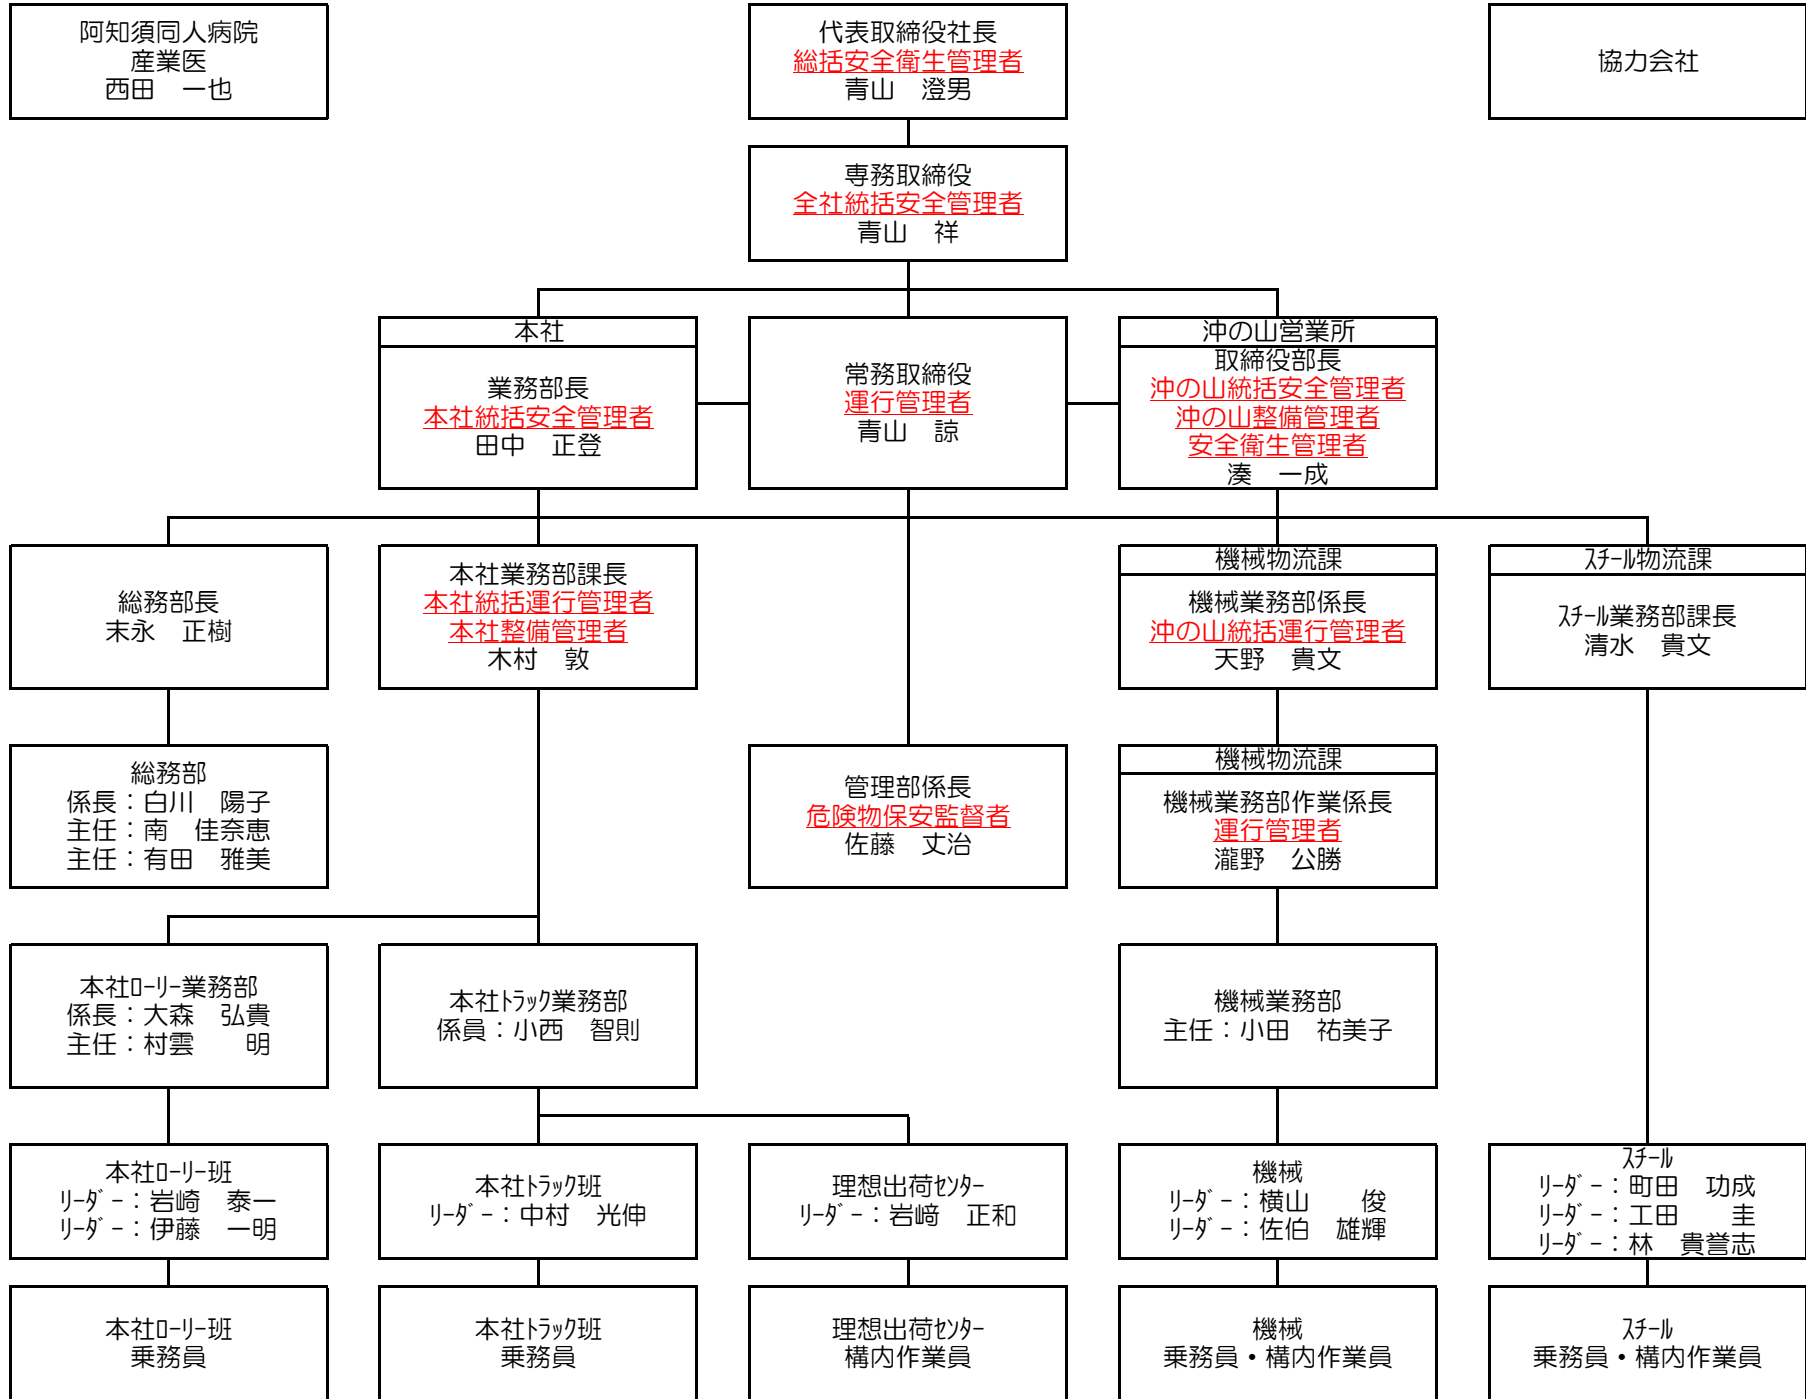 阿知須同人病院
産業医
西田　一也
代表取締役社長
総括安全衛生管理者
青山　澄男
協力会社
専務取締役
全社統括安全管理者
青山　祥
本社
業務部長
本社統括安全管理者
田中　正登
常務取締役
運行管理者
青山　諒
沖の山営業所
取締役部長
沖の山統括安全管理者
沖の山整備管理者
安全衛生管理者
湊　一成
総務部長
末永　正樹
本社業務部課長
本社統括運行管理者
本社整備管理者
木村　敦
機械物流課
機械業務部係長
沖の山統括運行管理者
天野　貴文
ｽﾁｰﾙ物流課
ｽﾁｰﾙ業務部課長
清水　貴文
総務部
係長：白川　陽子
主任：南　佳奈恵
主任：有田　雅美
管理部係長
危険物保安監督者
佐藤　丈治
機械物流課
機械業務部作業係長
運行管理者
瀧野　公勝
本社ﾛｰﾘｰ業務部
係長：大森　弘貴
主任：村雲　　明
本社ﾄﾗｯｸ業務部
係員：小西　智則
機械業務部
主任：小田　祐美子
本社ﾛｰﾘｰ班
ﾘｰﾀﾞｰ：岩崎　泰一
ﾘｰﾀﾞｰ：伊藤　一明
本社ﾄﾗｯｸ班
ﾘｰﾀﾞｰ：中村　光伸
理想出荷ｾﾝﾀｰ
ﾘｰﾀﾞｰ：岩﨑　正和
機械
ﾘｰﾀﾞｰ：横山　　俊
ﾘｰﾀﾞｰ：佐伯　雄輝
ｽﾁｰﾙ
ﾘｰﾀﾞｰ：町田　功成
ﾘｰﾀﾞｰ：工田　　圭
ﾘｰﾀﾞｰ：林　貴誉志
本社ﾛｰﾘｰ班
乗務員
本社ﾄﾗｯｸ班
乗務員
理想出荷ｾﾝﾀｰ
構内作業員
機械
乗務員・構内作業員
ｽﾁｰﾙ
乗務員・構内作業員